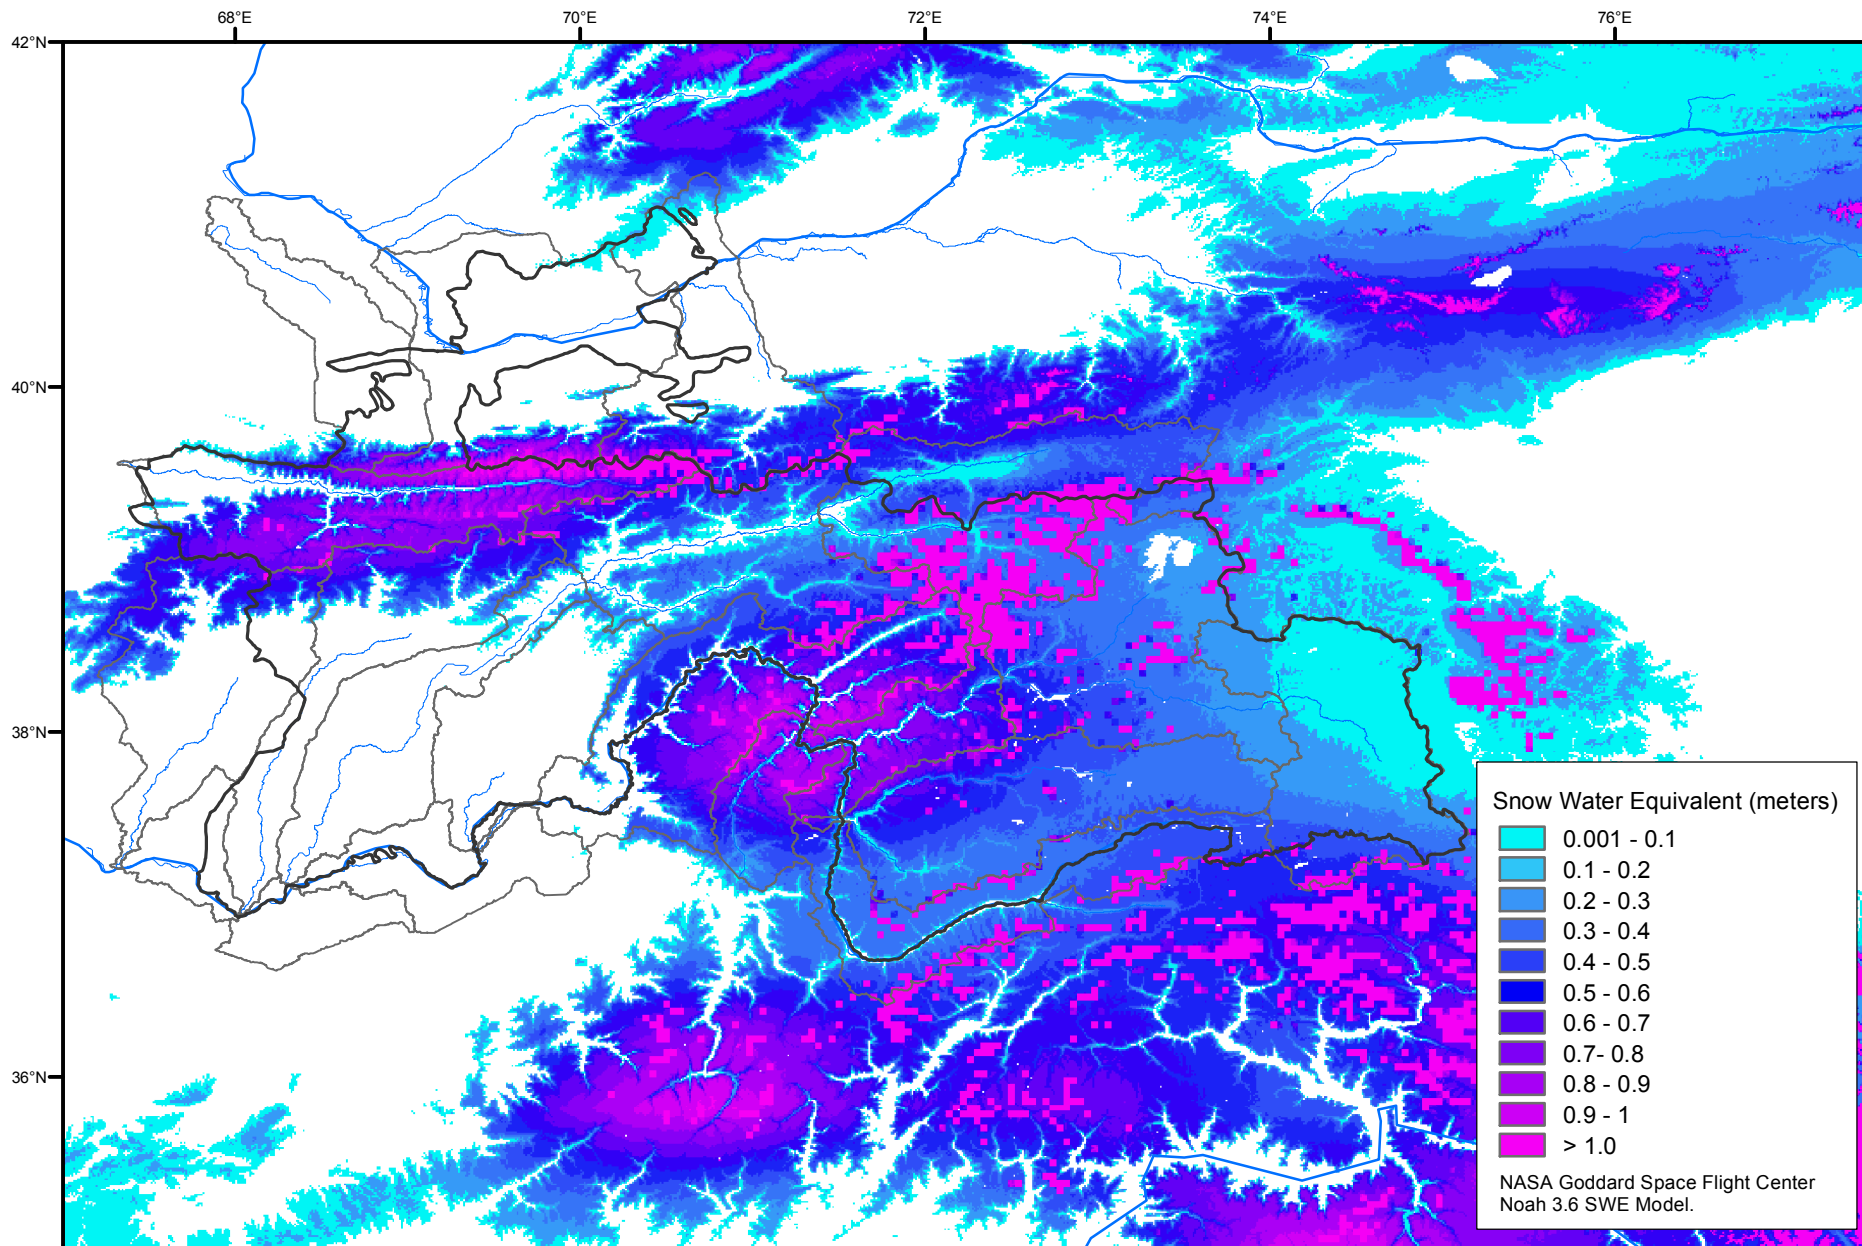 68°E
70°E
72°E
74°E
76°E
42°N
40°N
38°N
36°N
Snow Water Equivalent (meters)
0.001 - 0.1
0.1 - 0.2
0.2 - 0.3
0.3 - 0.4
0.4 - 0.5
0.5 - 0.6
0.6 - 0.7
0.7- 0.8
0.8 - 0.9
0.9 - 1
> 1.0
NASA Goddard Space Flight Center
Noah 3.6 SWE Model.